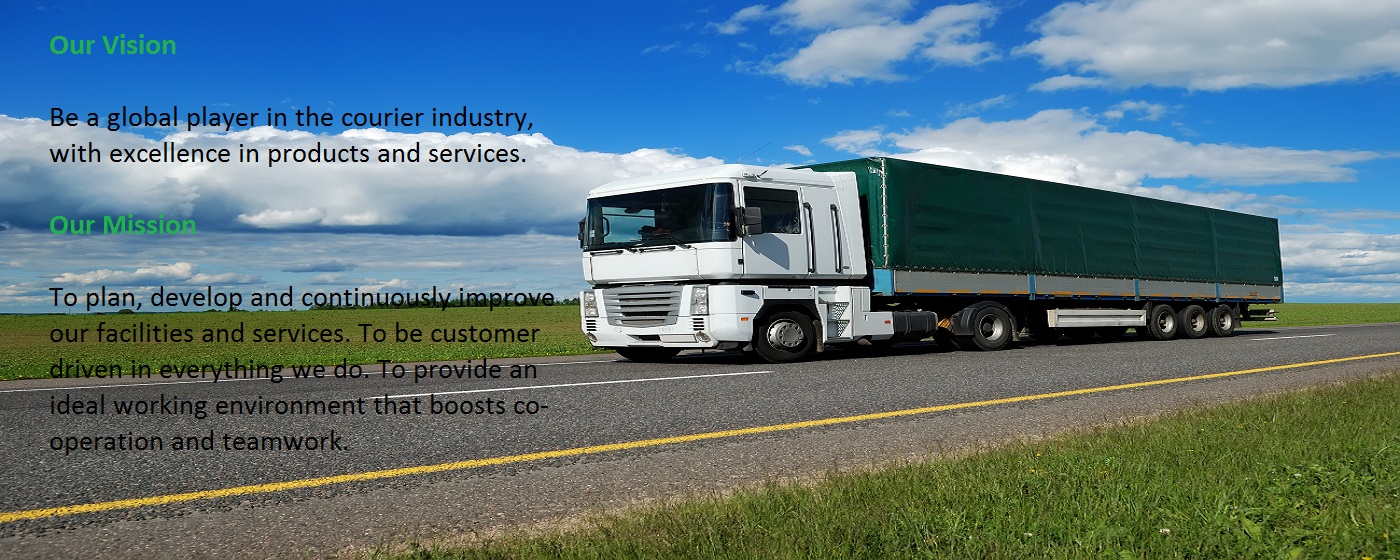 Our Vision
Be a global player in the courier industry,
with excellence in products and services.
Our Mission
To plan, develop and continuously improve
our facilities and services. To be customer
driven in everything we do. To provide an
ideal working environment that boosts co-
operation and teamwork.